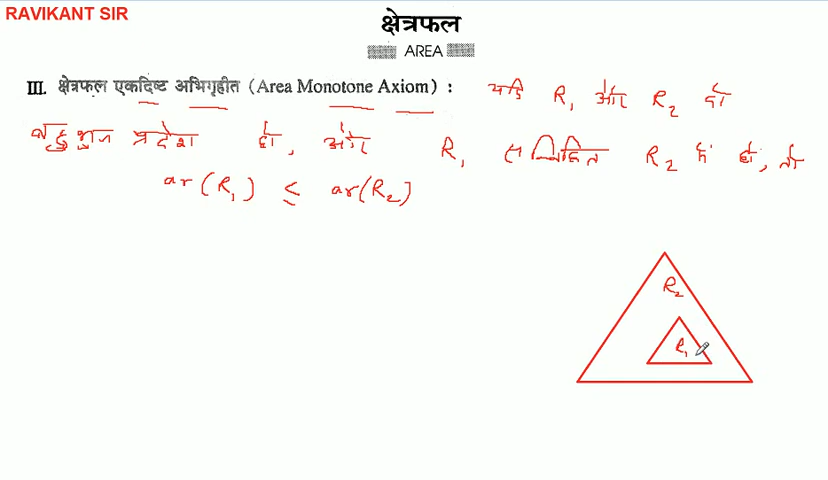 RAVIKANT SIR
क्षेत्रफल
AREA
III. क्षेत्रफल एकदिष्ट अभिगृहीत (Area Monotone Axiom) : यदि R₁ और R₂ दो
बहुभुज प्रदेश हो, और R₁ सन्निहित R₂ में हो, तो
ar(R₁) ≤ ar(R₂)
R₂
R₁